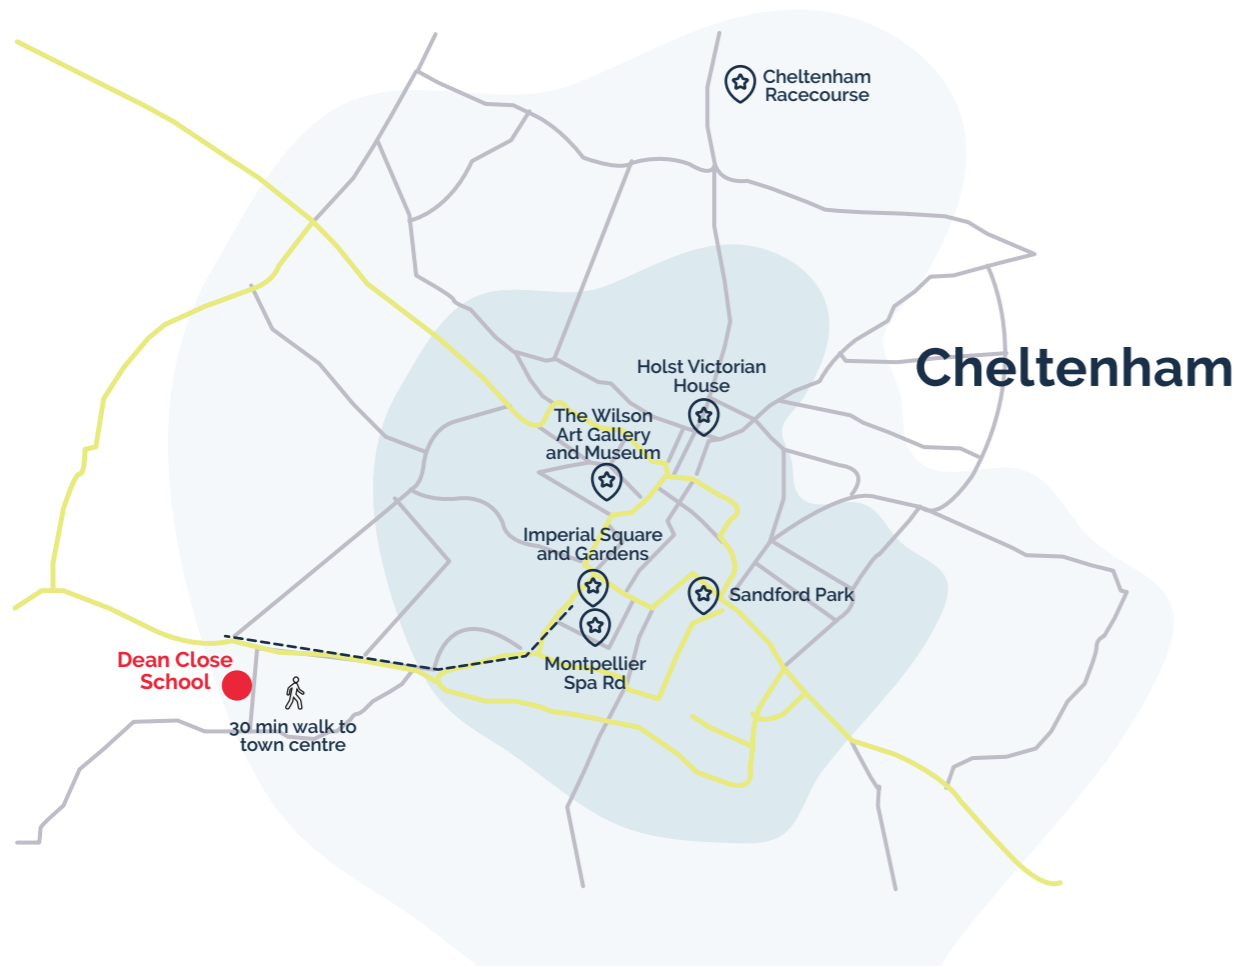 Cheltenham
Racecourse
Cheltenham
Holst Victorian
House
The Wilson
Art Gallery
and Museum
Imperial Square
and Gardens
Sandford Park
Montpellier
Spa Rd
Dean Close
School
30 min walk to
town centre